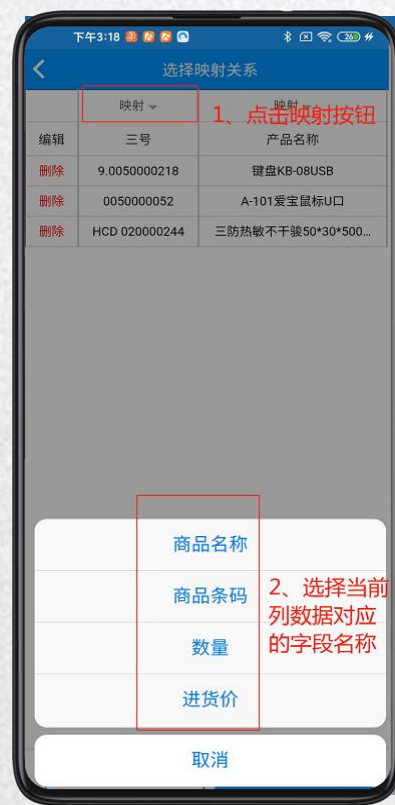 下午3:18
20
选择映射关系
映射 映射
1、点击映射按钮
编辑 三号 产品名称
删除 9.0050000218 键盘KB-08USB
删除 0050000052 A-101爱宝鼠标U口
删除 HCD 020000244 三防热敏不干骏50*30*500...
商品名称
商品条码
数量
进货价
2、选择当前
列数据对应
的字段名称
取消